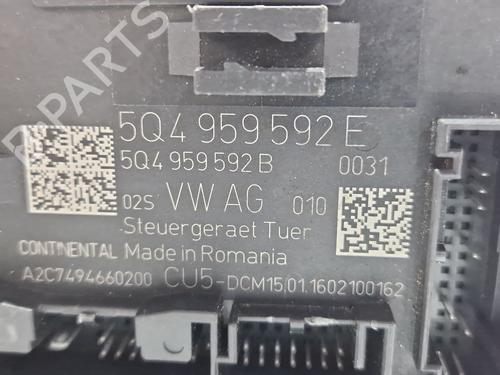 5Q4 959 592 E
5Q4 959 592 B 0031
02S VW AG 010
Steuergeraet Tuer
CONTINENTAL Made in Romania
A2C7494660200 CU5-DCM15,01.1602100162
B-Parts